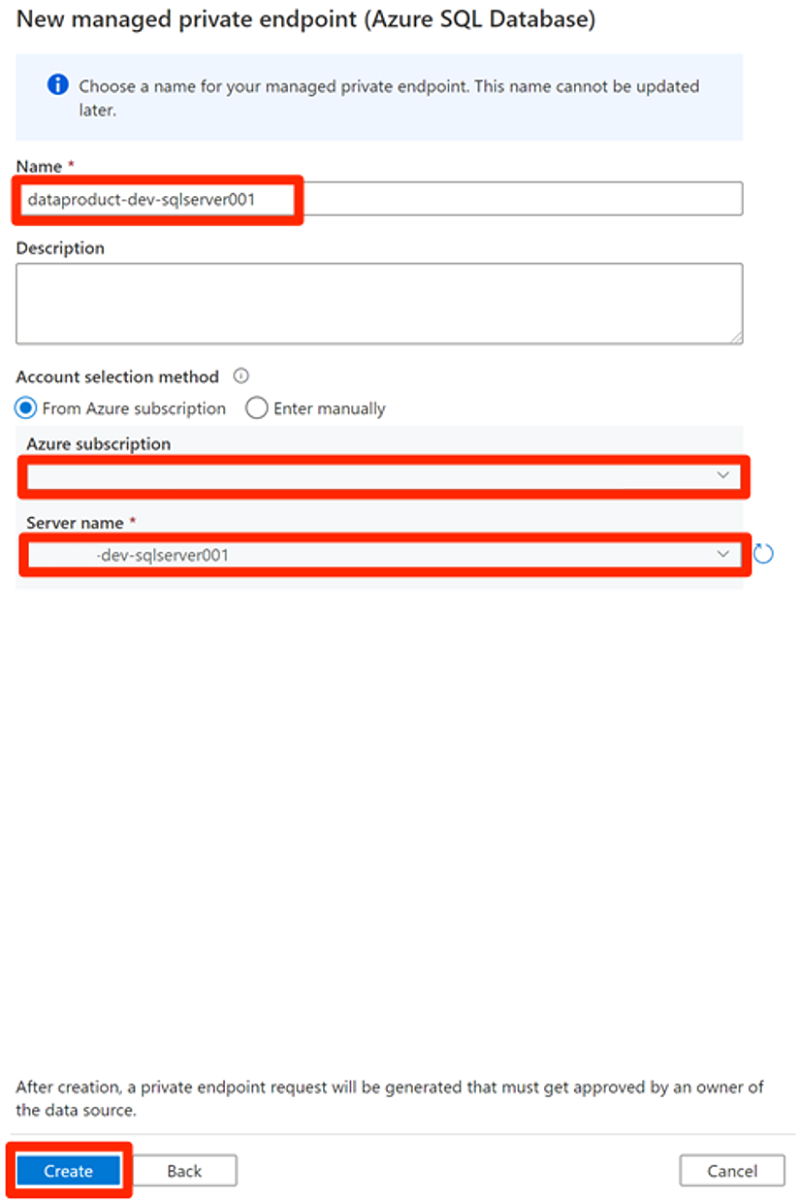 New managed private endpoint (Azure SQL Database)
Choose a name for your managed private endpoint. This name cannot be updated
later.
Name *
dataproduct-dev-sqlserver001
Description
Account selection method
From Azure subscription
Enter manually
Azure subscription
Server name *
-dev-sqlserver001
After creation, a private endpoint request will be generated that must get approved by an owner of
the data source.
Create
Back
Cancel